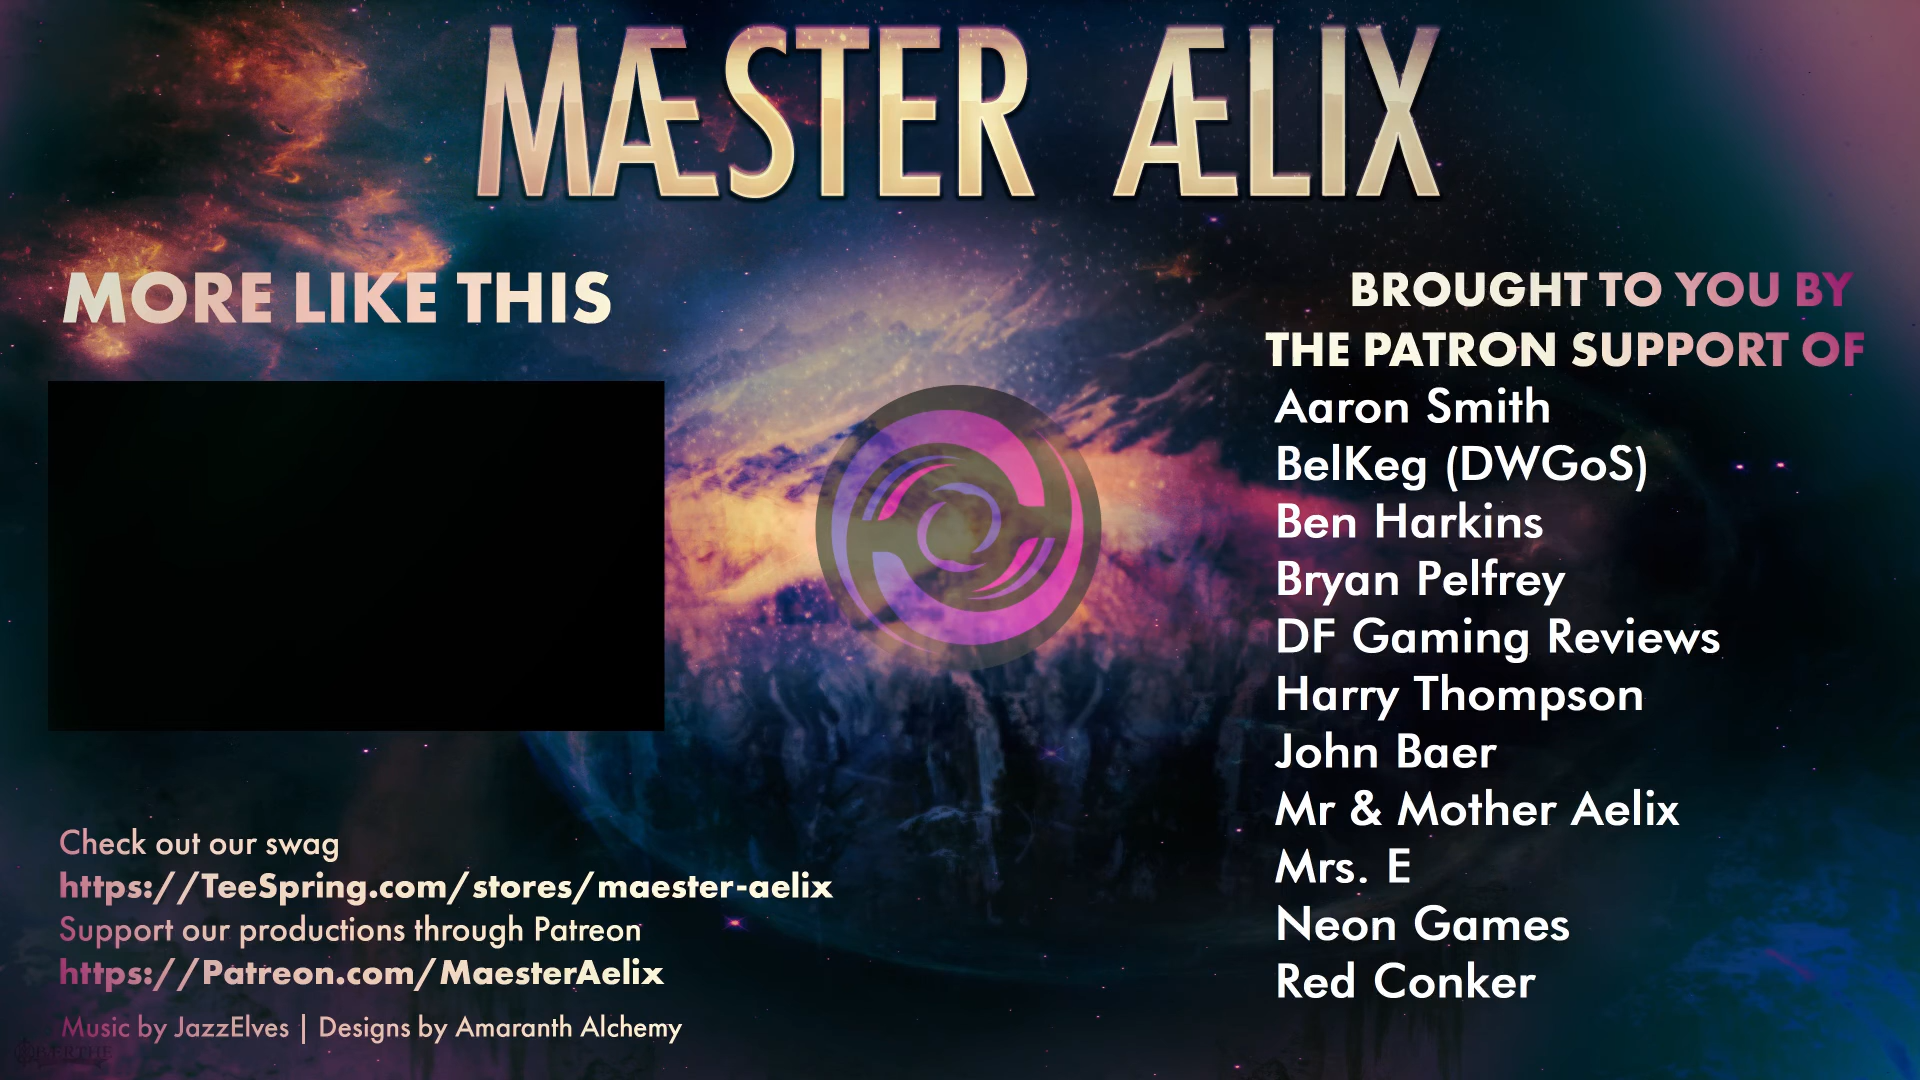 MÆSTER ÆLIX
MORE LIKE THIS
Check out our swag
https://TeeSpring.com/stores/maester-aelix
Support our productions through Patreon
https://Patreon.com/MaesterAelix
Music by JazzElves | Designs by Amaranth Alchemy
BROUGHT TO YOU BY
THE PATRON SUPPORT OF
Aaron Smith
BelKeg (DWGoS)
Ben Harkins
Bryan Pelfrey
DF Gaming Reviews
Harry Thompson
John Baer
Mr & Mother Aelix
Mrs. E
Neon Games
Red Conker